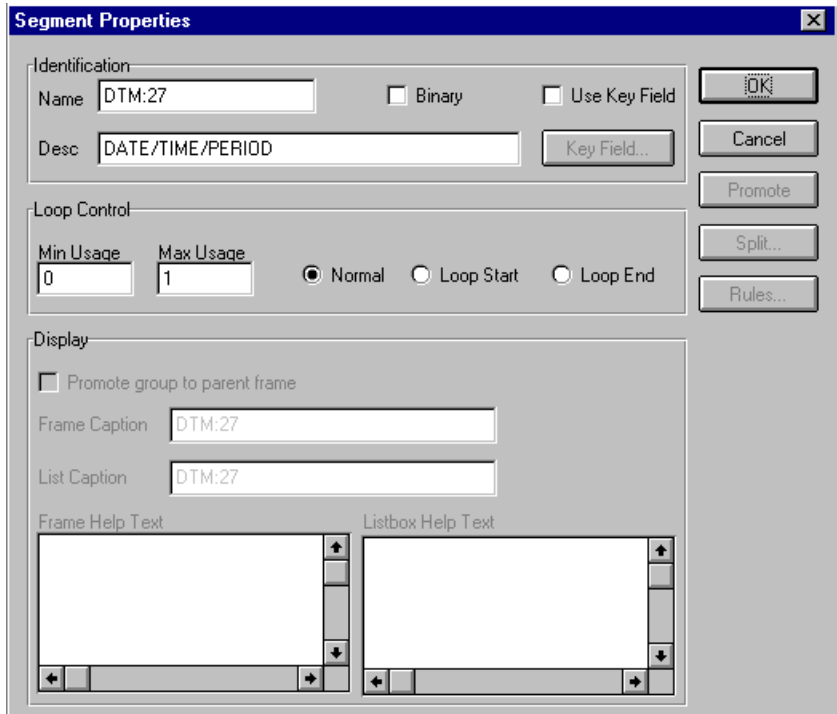 Segment Properties
Identification
Name DTM:27 Binary Use Key Field
Desc DATE/TIME/PERIOD Key Field...
OK
Cancel
Promote
Split...
Rules...
Loop Control
Min Usage Max Usage
0 1 Normal Loop Start Loop End
Display
Promote group to parent frame
Frame Caption DTM:27
List Caption DTM:27
Frame Help Text Listbox Help Text